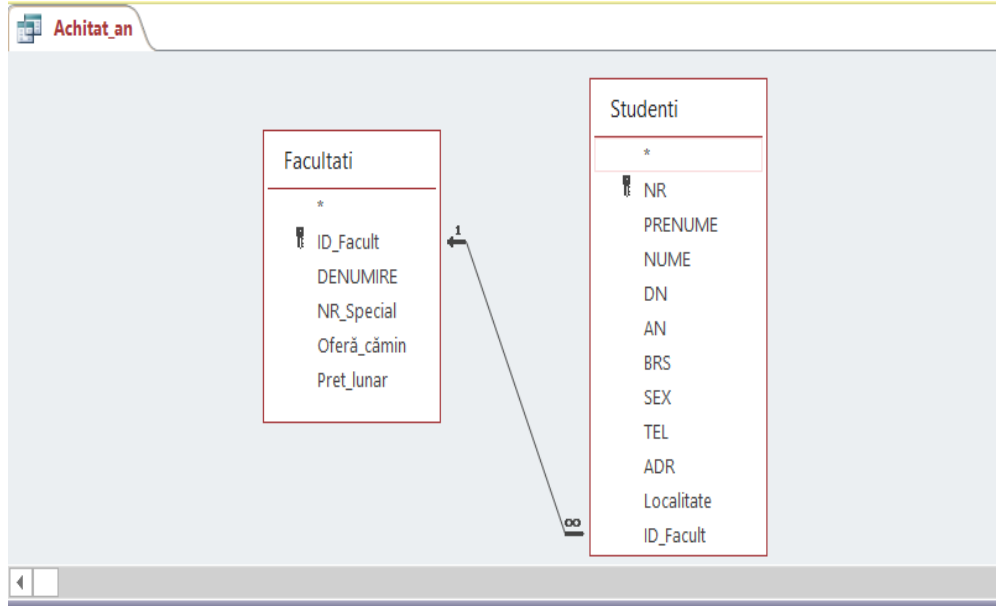 Achitat_an
Facultati
*
ID_Facult
DENUMIRE
NR_Special
Oferă_cămin
Pret_lunar
1
∞
Studenti
*
NR
PRENUME
NUME
DN
AN
BRS
SEX
TEL
ADR
Localitate
ID_Facult